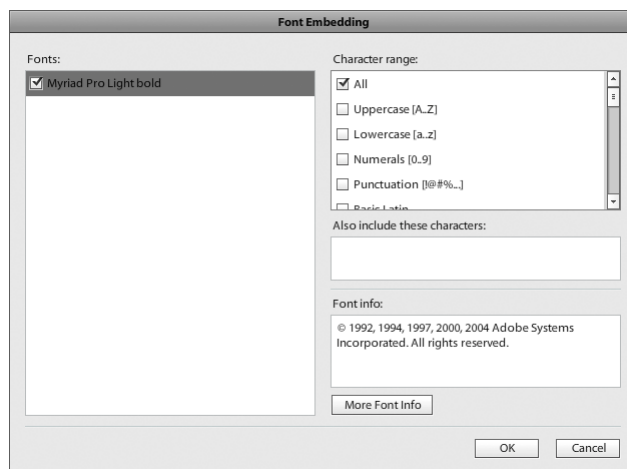 Font Embedding
Fonts:
Myriad Pro Light bold
Character range:
All
Uppercase [A..Z]
Lowercase [a..z]
Numerals [0..9]
Punctuation [!@#%...]
Basic Latin
Also include these characters:
Font info:
© 1992, 1994, 1997, 2000, 2004 Adobe Systems
Incorporated. All rights reserved.
More Font Info
OK
Cancel